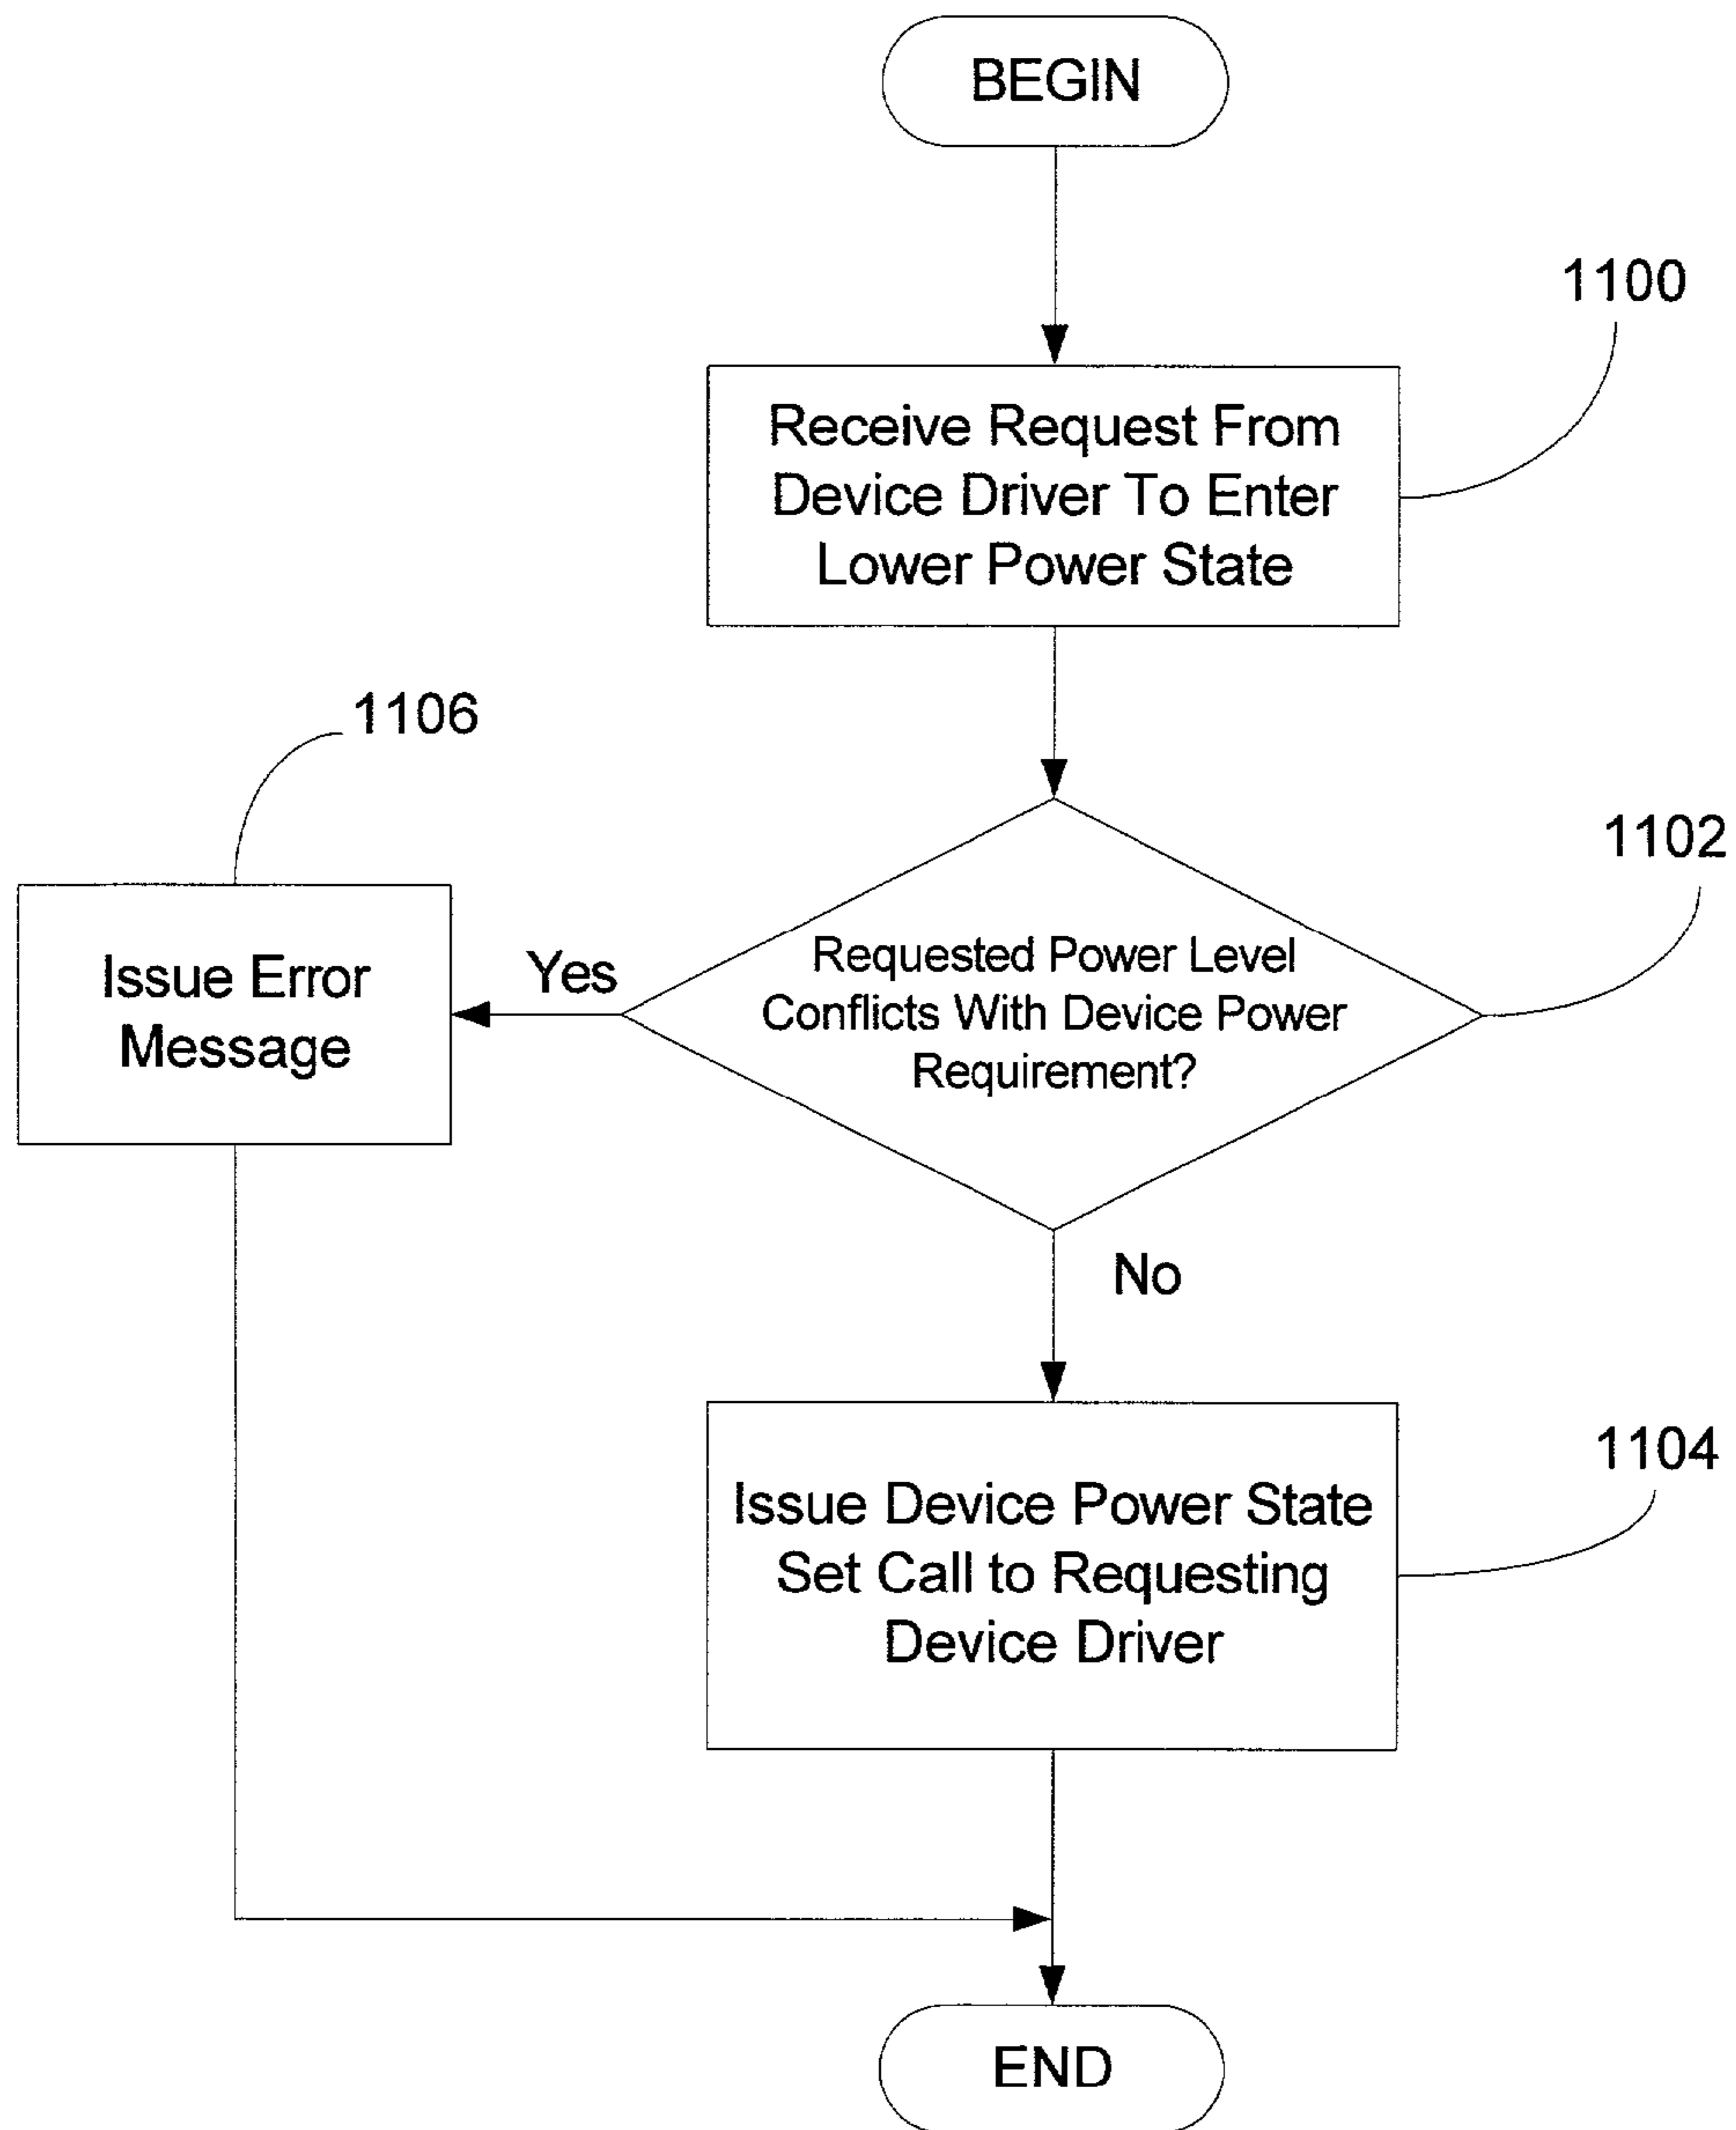 BEGIN
1100
Receive Request From
Device Driver To Enter
Lower Power State
1106
1102
Issue Error
Message
Yes
Requested Power Level
Conflicts With Device Power
Requirement?
No
1104
Issue Device Power State
Set Call to Requesting
Device Driver
END